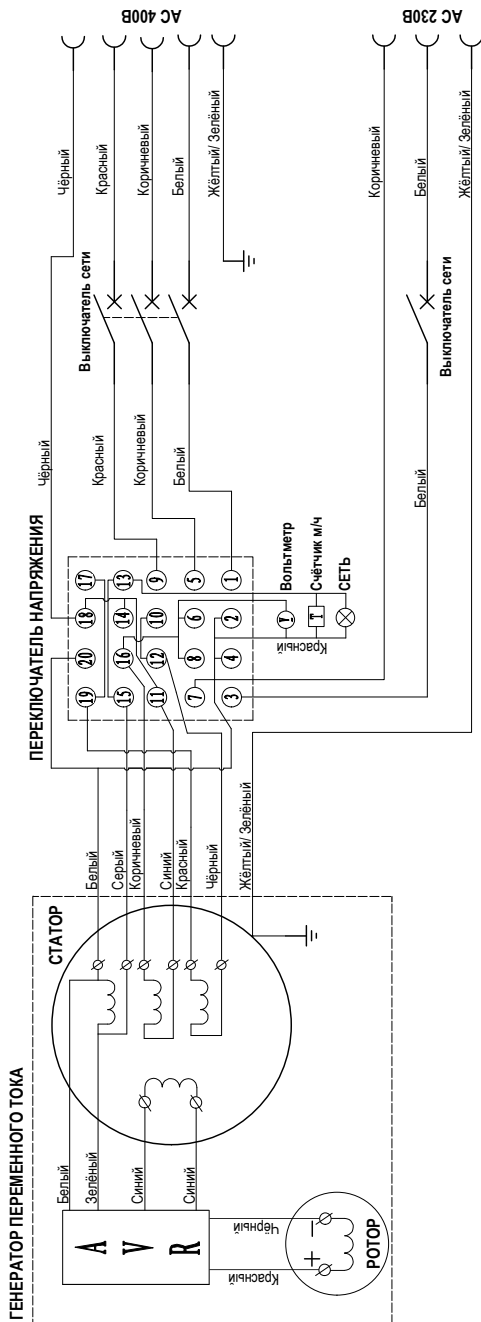 ГЕНЕРАТОР ПЕРЕМЕННОГО ТОКА
СТАТОР
Белый
Зелёный
Синий
Синий
A V R
Чёрный
Красный
+ −
РОТОР
Белый
Серый
Коричневый
Синий
Красный
Чёрный
Жёлтый/ Зелёный
ПЕРЕКЛЮЧАТЕЛЬ НАПРЯЖЕНИЯ
19 20 18 17
15 16 14 13
11 12 10 9
7 8 6 5
3 4 2 1
Красный
V Вольтметр
T Счётчик м/ч
СЕТЬ
Чёрный
Красный
Коричневый
Белый
Выключатель сети
Чёрный
Красный
Коричневый
Белый
Жёлтый/ Зелёный
AC 400В
Белый
Выключатель сети
Коричневый
Белый
Жёлтый/ Зелёный
AC 230В